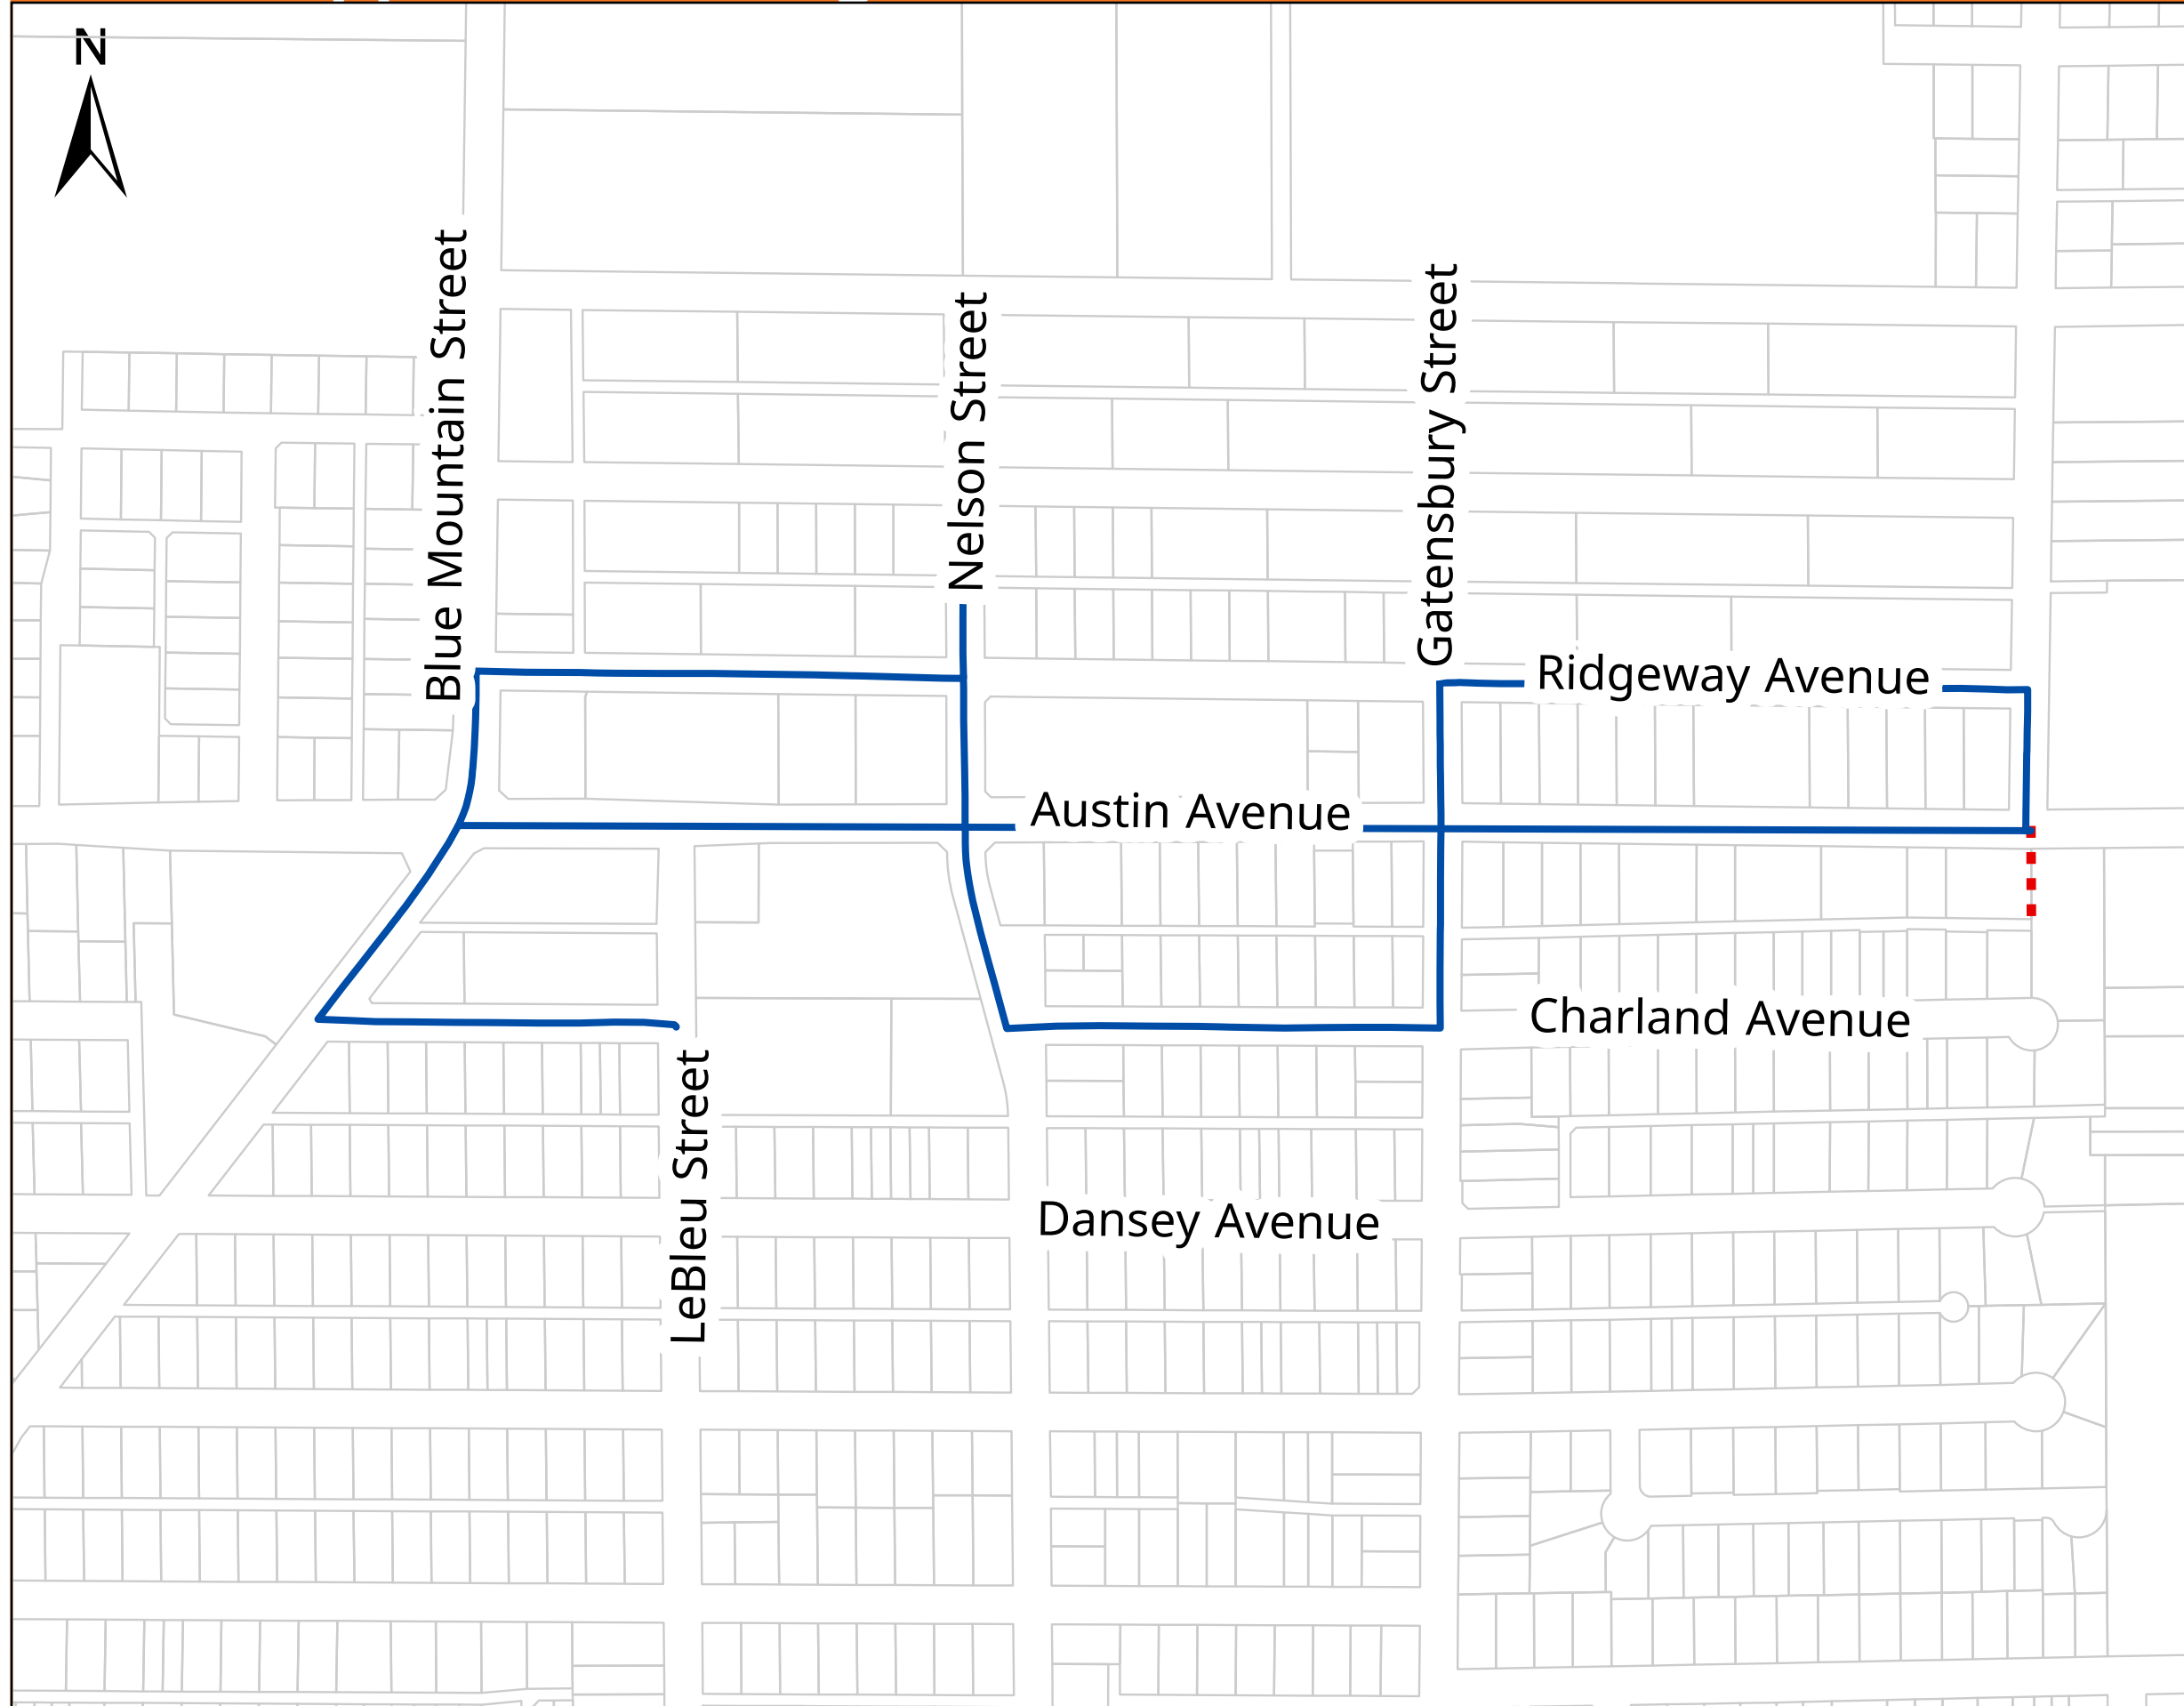 N
Blue Mountain Street
Nelson Street
Gatensbury Street
Ridgeway Avenue
Austin Avenue
Charland Avenue
LeBleu Street
Dansey Avenue